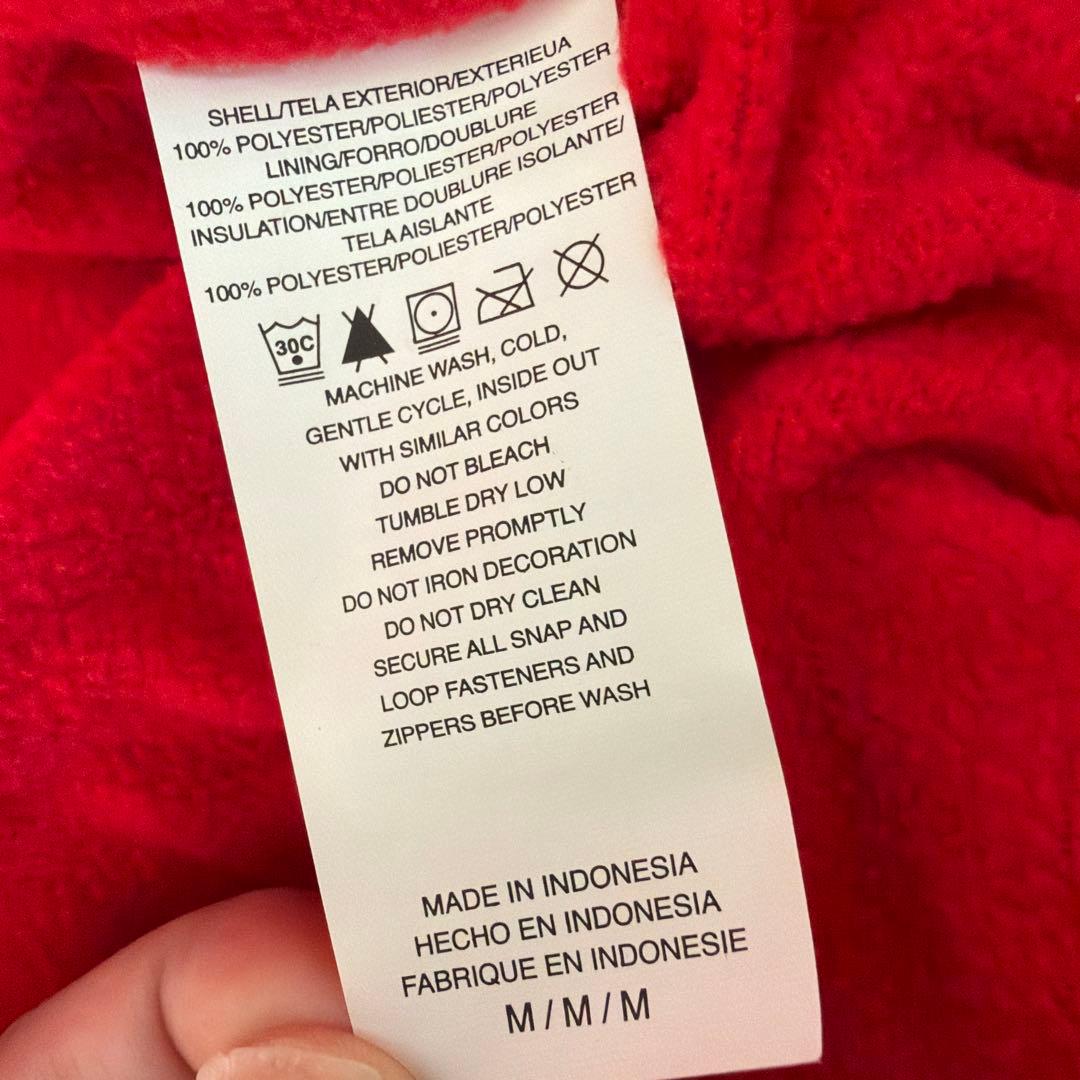 SHELL/TELA EXTERIOR/EXTERIEUA
100% POLYESTER/POLIESTER/POLYESTER
LINING/FORRO/DOUBLURE
100% POLYESTER/POLIESTER/POLYESTER
INSULATION/ENTRE DOUBLURE ISOLANTE/
TELA AISLANTE
100% POLYESTER/POLIESTER/POLYESTER
30C
MACHINE WASH, COLD,
GENTLE CYCLE, INSIDE OUT
WITH SIMILAR COLORS
DO NOT BLEACH
TUMBLE DRY LOW
REMOVE PROMPTLY
DO NOT IRON DECORATION
DO NOT DRY CLEAN
SECURE ALL SNAP AND
LOOP FASTENERS AND
ZIPPERS BEFORE WASH
MADE IN INDONESIA
HECHO EN INDONESIA
FABRIQUE EN INDONESIE
M / M / M